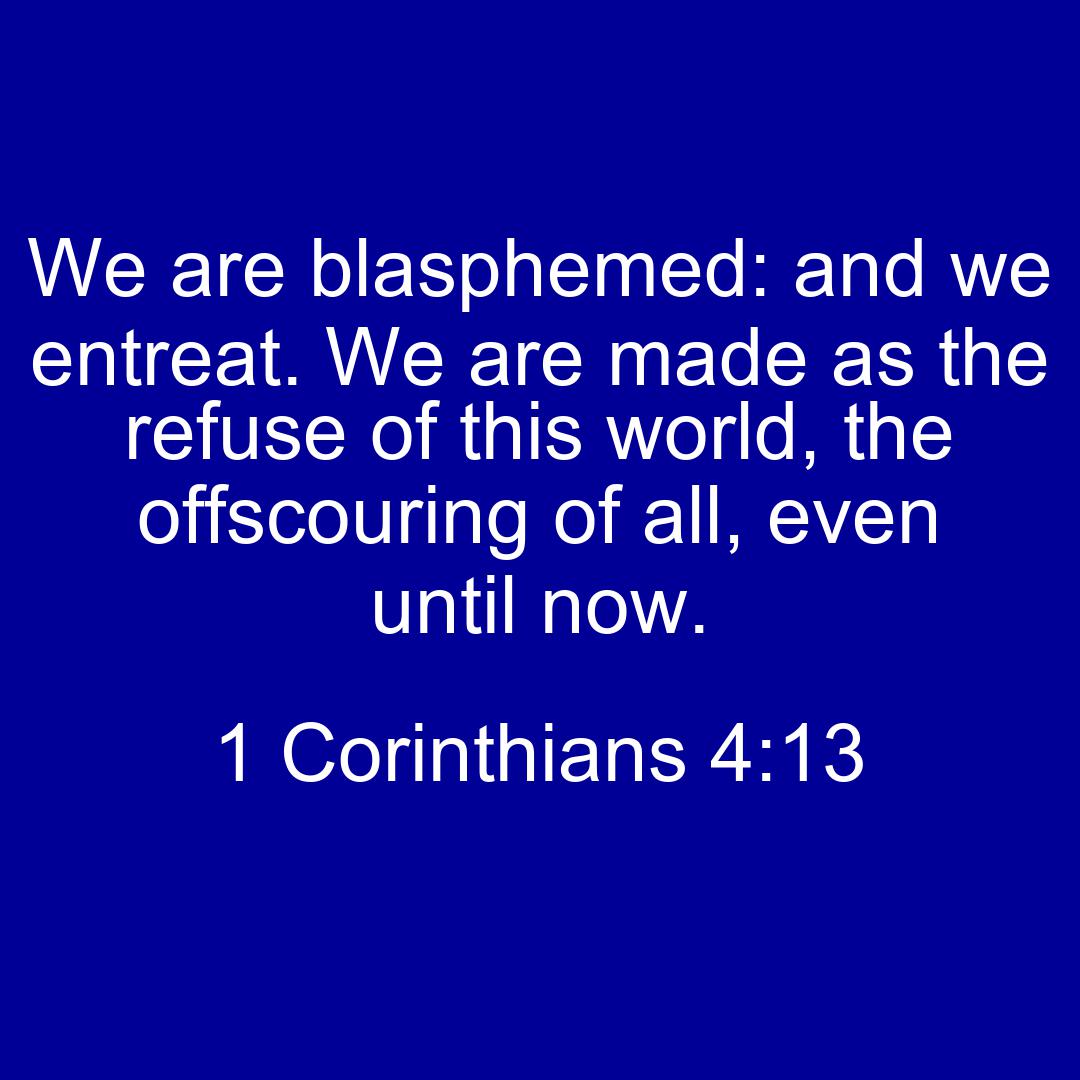 We are blasphemed: and we
entreat. We are made as the
refuse of this world, the
offscouring of all, even
until now.
1 Corinthians 4:13